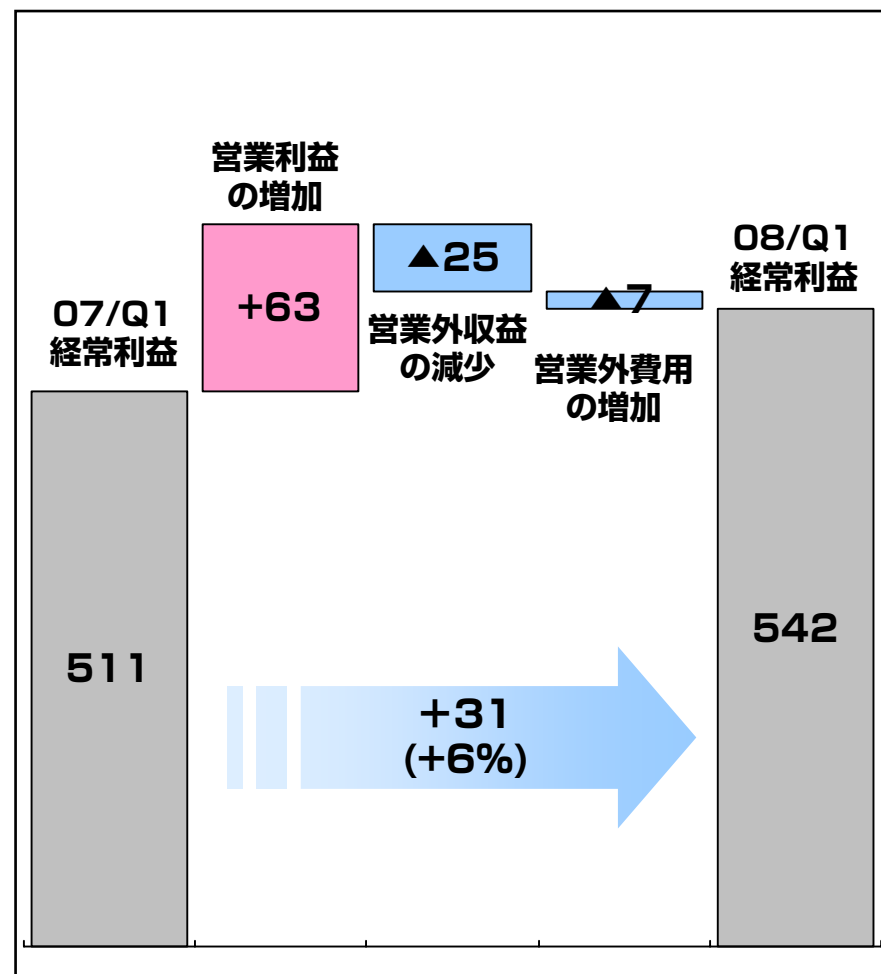 07/Q1
経常利益
511
営業利益
の増加
+63
▲25
営業外収益
の減少
▲7
営業外費用
の増加
08/Q1
経常利益
542
+31
(+6%)